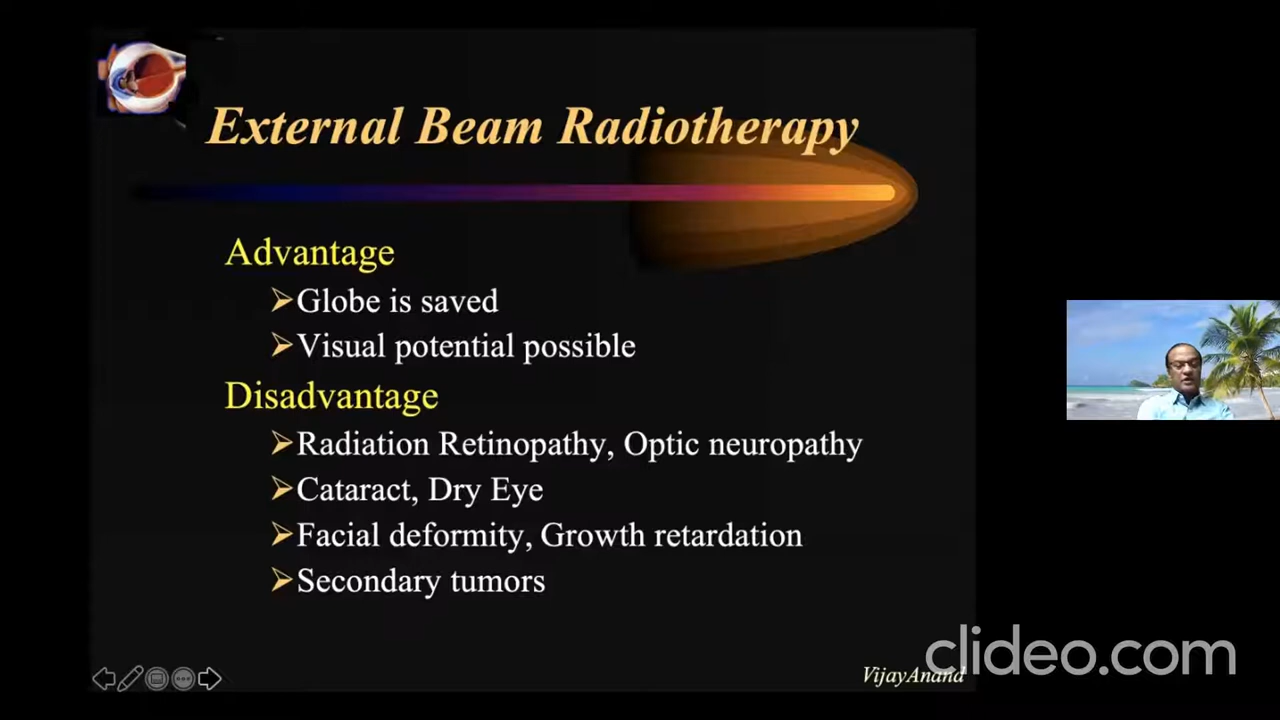 External Beam Radiotherapy
Advantage
➢Globe is saved
➢Visual potential possible
Disadvantage
➢Radiation Retinopathy, Optic neuropathy
➢Cataract, Dry Eye
➢Facial deformity, Growth retardation
➢Secondary tumors
clideo.com
VijayAnand